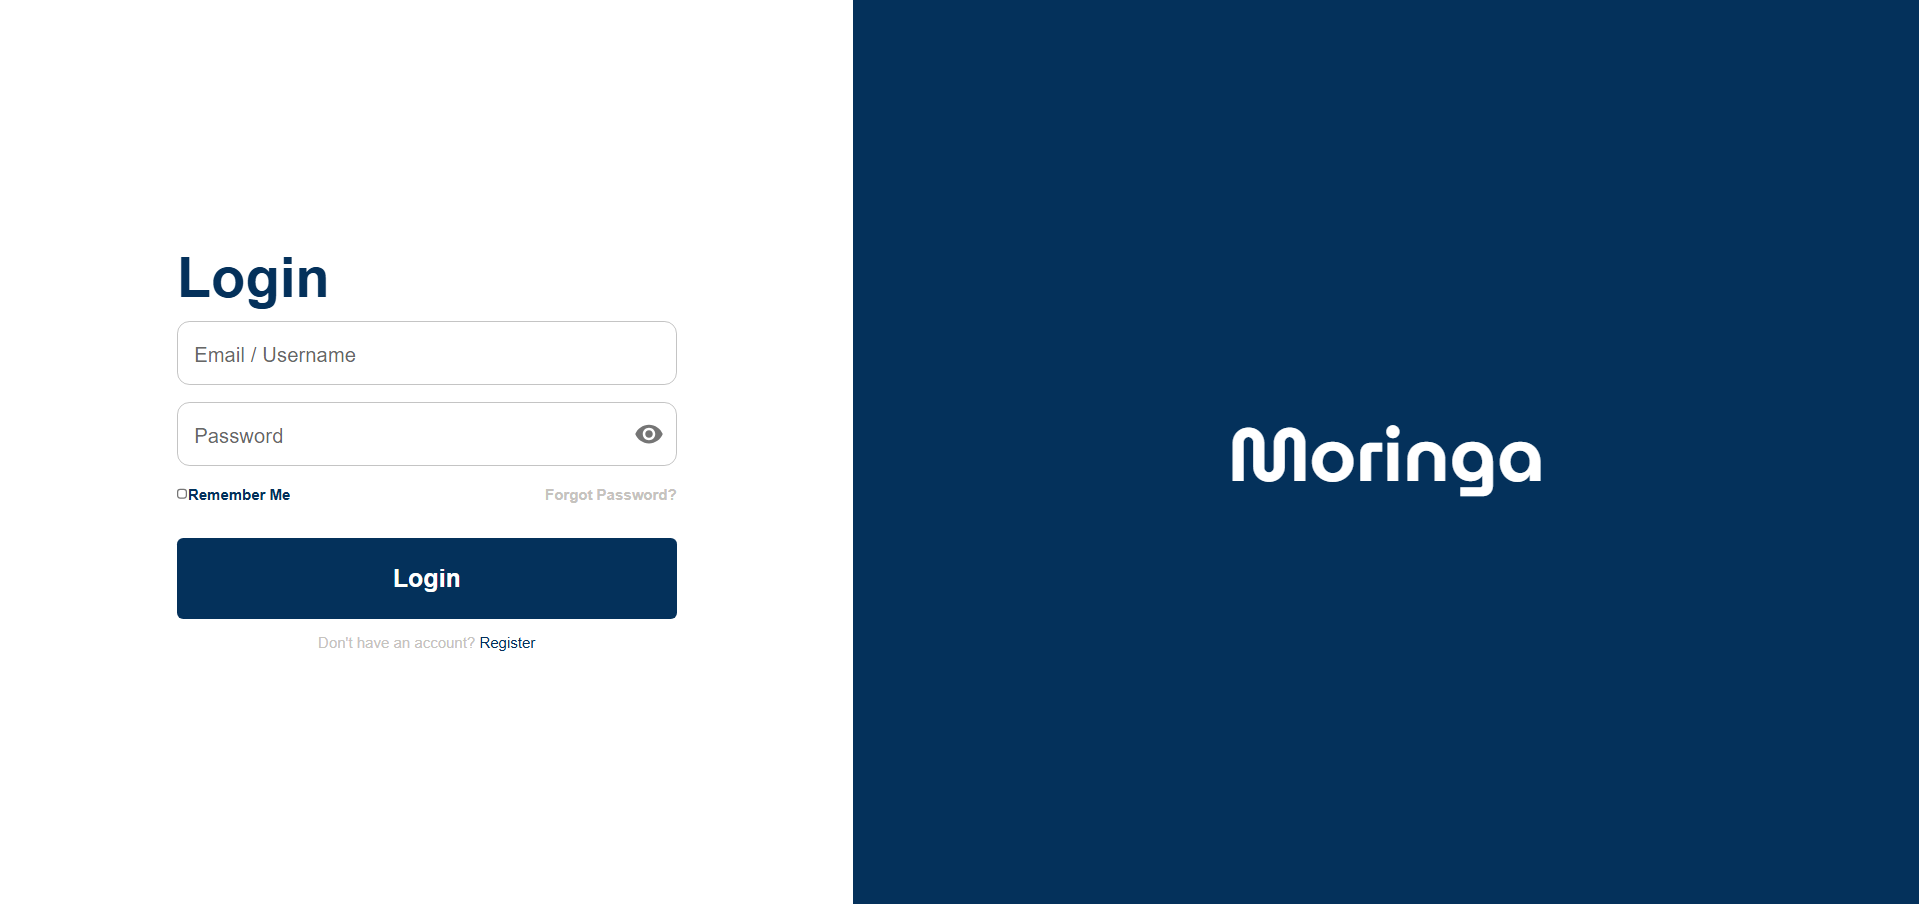 Login
Email / Username
Password
Remember Me
Forgot Password?
Login
Don't have an account? Register
Moringa